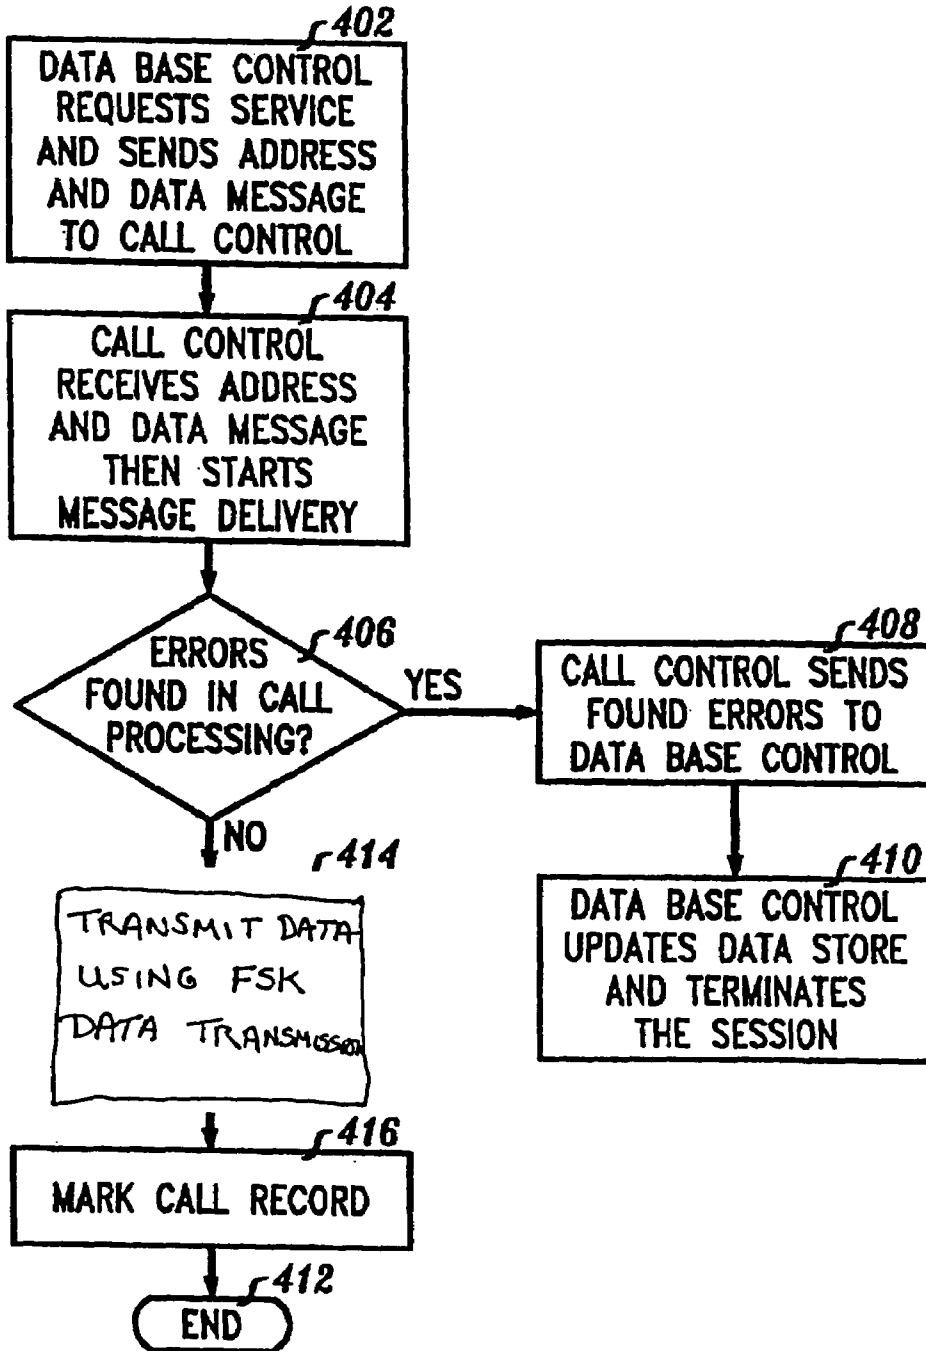 402
DATA BASE CONTROL
REQUESTS SERVICE
AND SENDS ADDRESS
AND DATA MESSAGE
TO CALL CONTROL
404
CALL CONTROL
RECEIVES ADDRESS
AND DATA MESSAGE
THEN STARTS
MESSAGE DELIVERY
406
ERRORS
FOUND IN CALL
PROCESSING?
YES
408
CALL CONTROL SENDS
FOUND ERRORS TO
DATA BASE CONTROL
410
DATA BASE CONTROL
UPDATES DATA STORE
AND TERMINATES
THE SESSION
NO
414
TRANSMIT DATA
USING FSK
DATA TRANSMISSION
416
MARK CALL RECORD
412
END